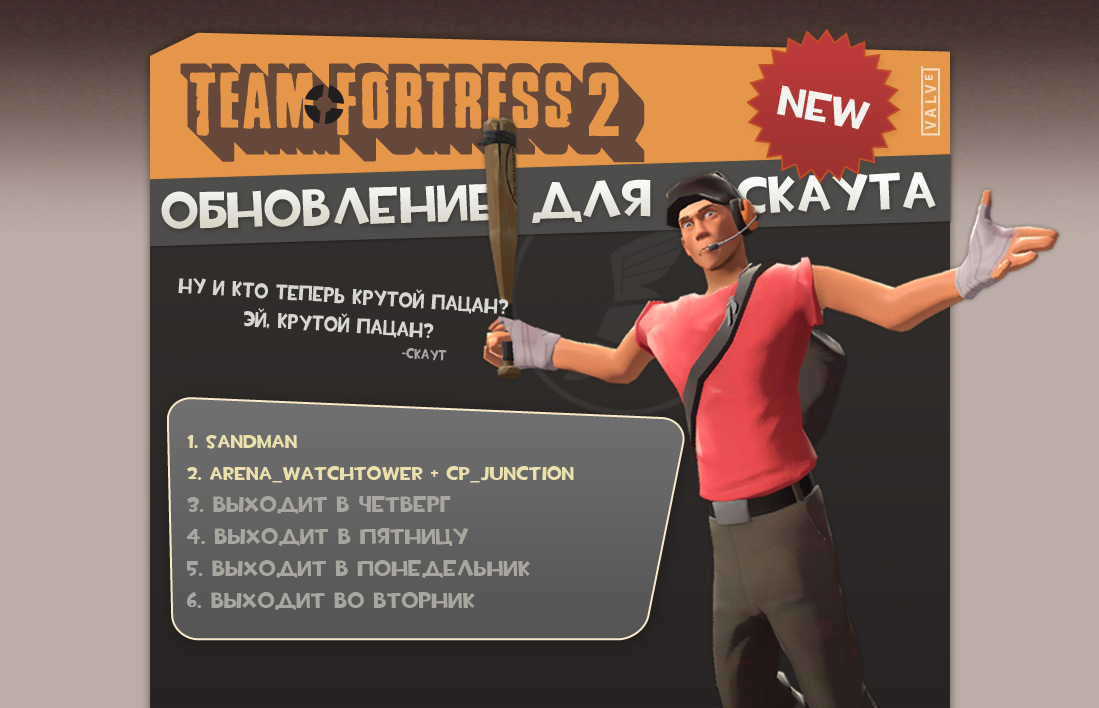 TEAM FORTRESS 2
NEW
VALVE
ОБНОВЛЕНИЕ ДЛЯ СКАУТА
НУ И КТО ТЕПЕРЬ КРУТОЙ ПАЦАН?
ЭЙ, КРУТОЙ ПАЦАН?
-СКАУТ
1. SANDMAN
2. ARENA_WATCHTOWER + CP_JUNCTION
3. ВЫХОДИТ В ЧЕТВЕРГ
4. ВЫХОДИТ В ПЯТНИЦУ
5. ВЫХОДИТ В ПОНЕДЕЛЬНИК
6. ВЫХОДИТ ВО ВТОРНИК